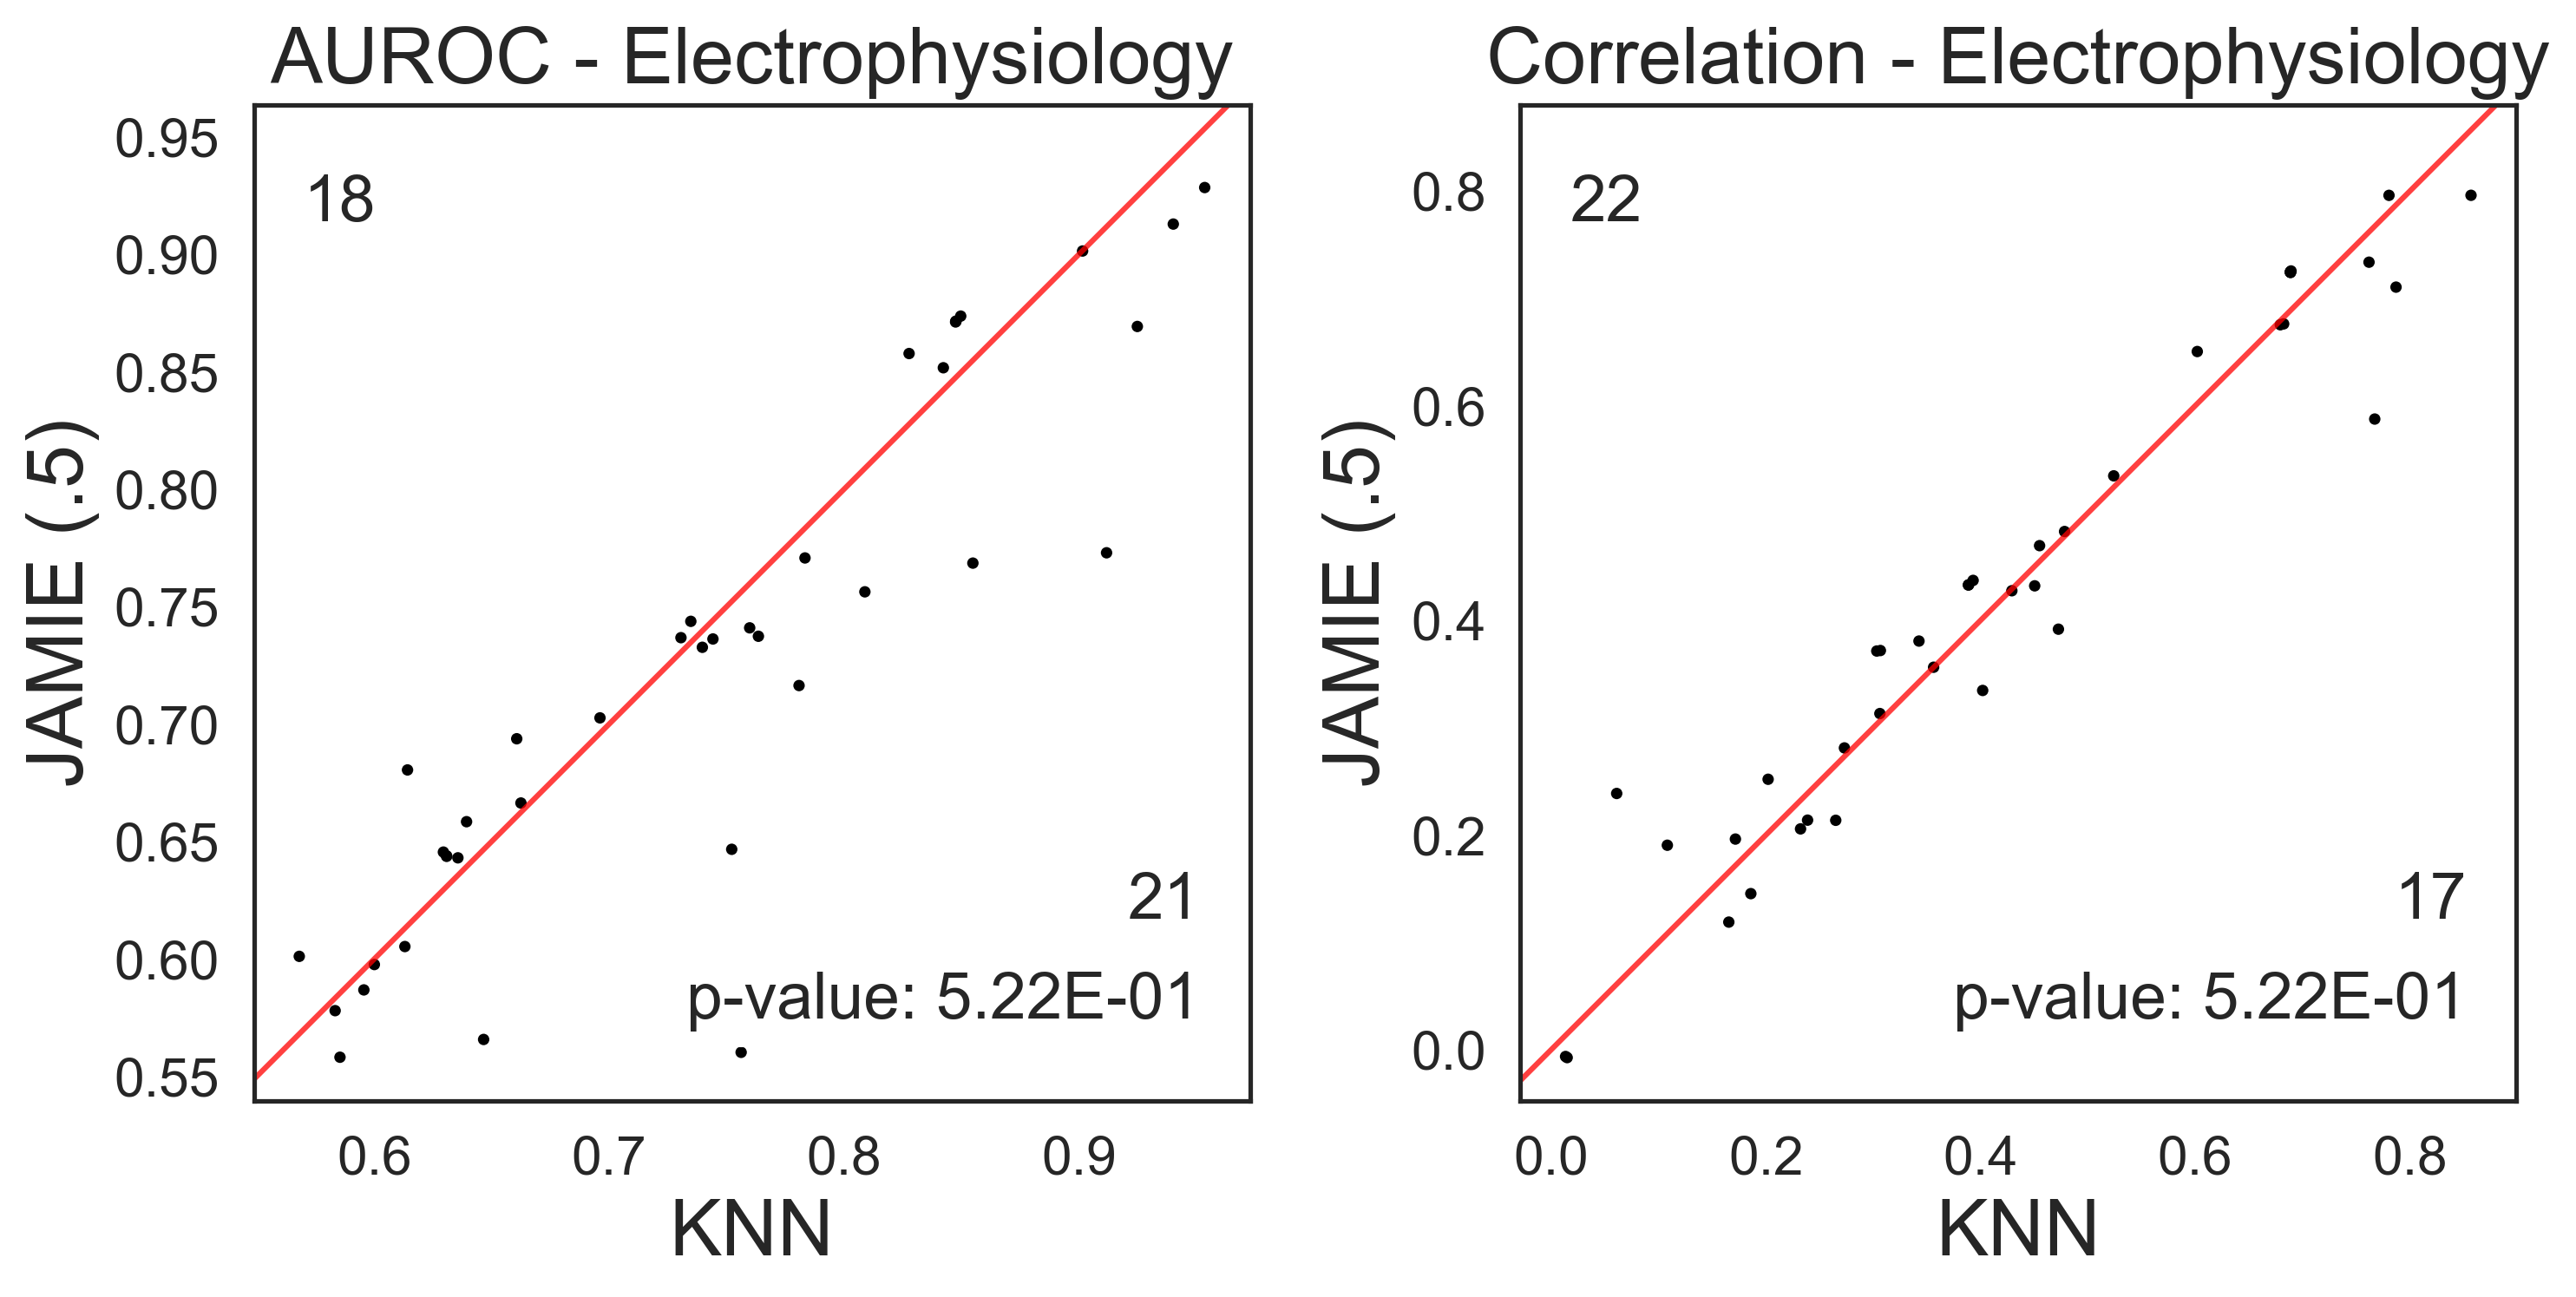 AUROC - Electrophysiology
0.95
0.90
0.85
0.80
0.75
0.70
0.65
0.60
0.55
JAMIE (.5)
18
21
p-value: 5.22E-01
0.6 0.7 0.8 0.9
KNN
Correlation - Electrophysiology
0.8
0.6
0.4
0.2
0.0
JAMIE (.5)
22
17
p-value: 5.22E-01
0.0 0.2 0.4 0.6 0.8
KNN